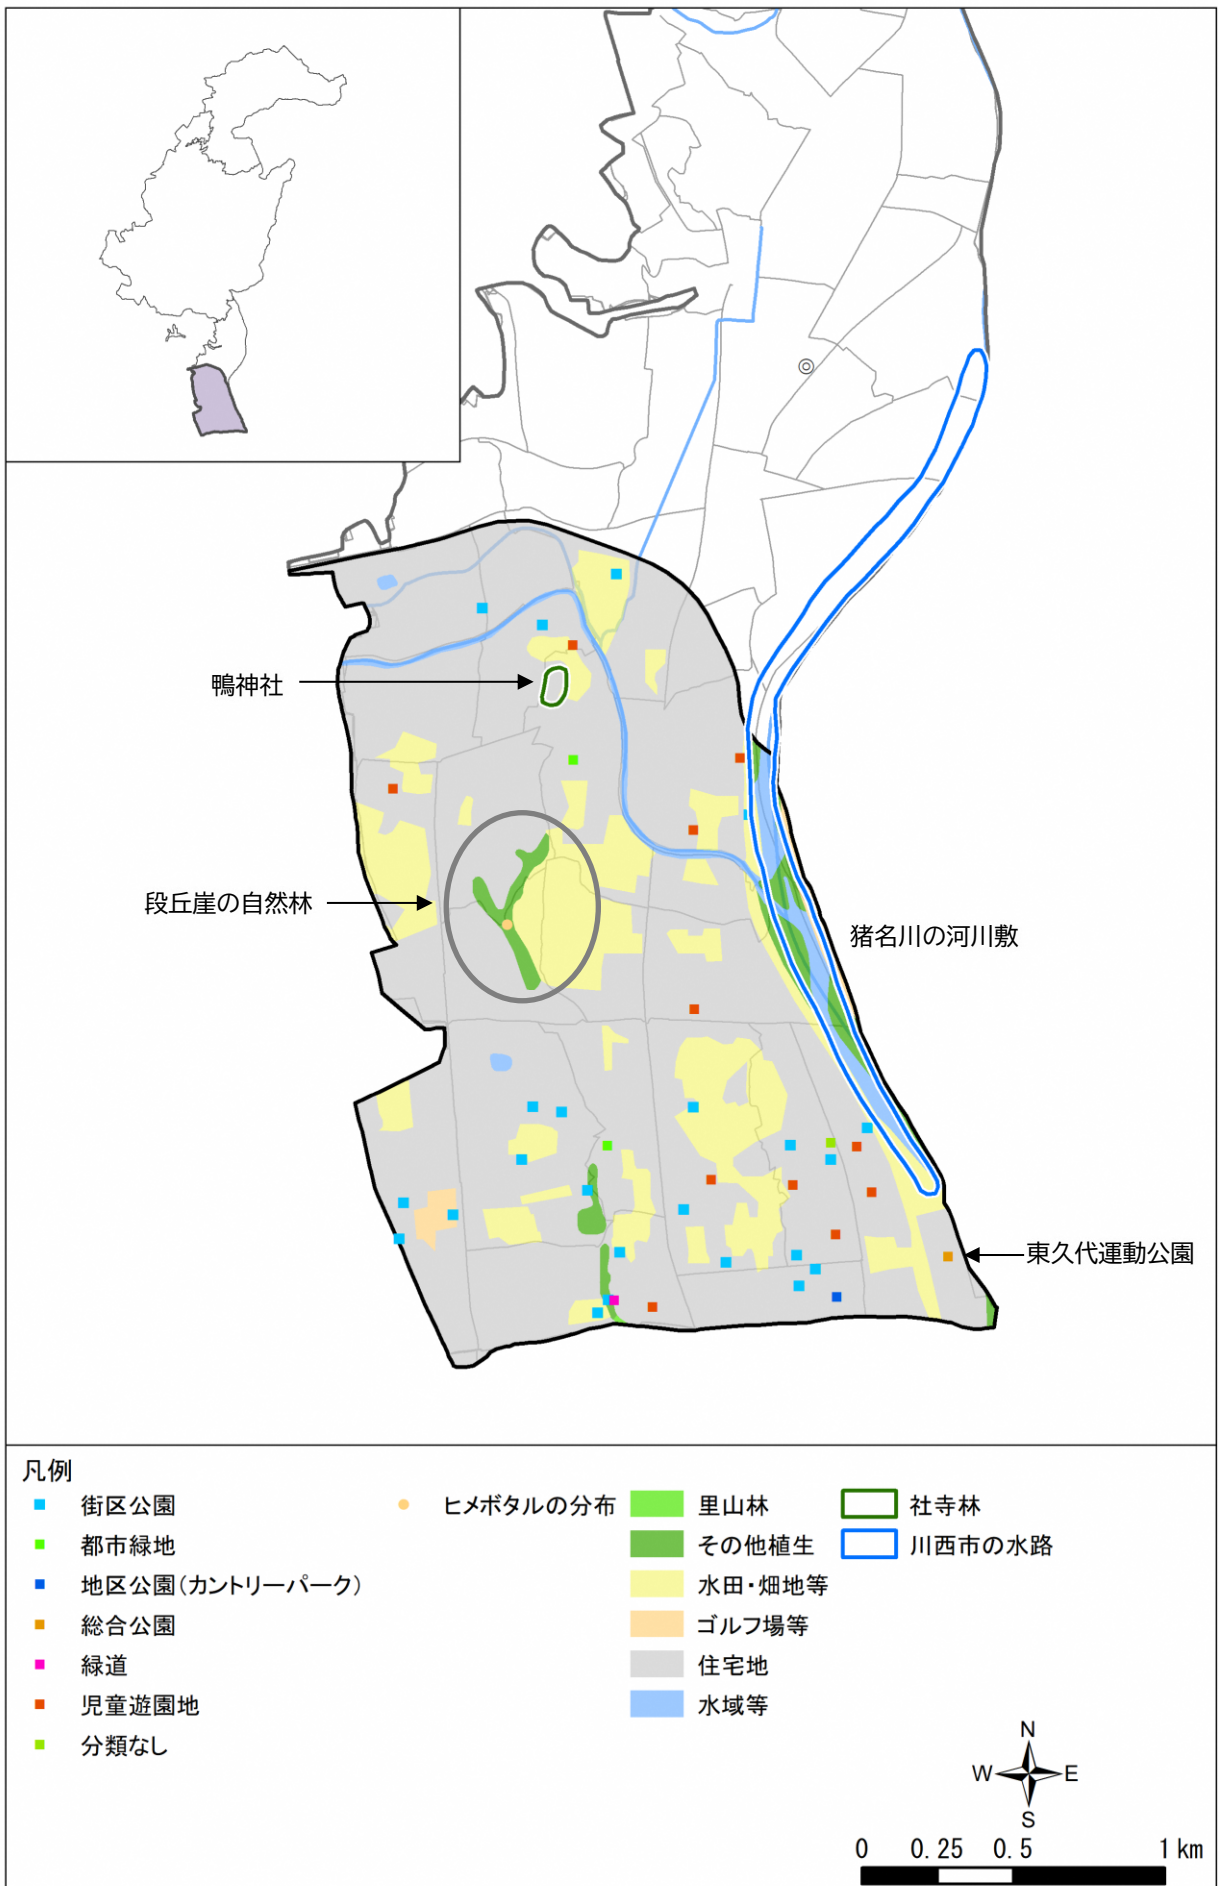 鴨神社
段丘崖の自然林
猪名川の河川敷
東久代運動公園
凡例
街区公園
都市緑地
地区公園(カントリーパーク)
総合公園
緑道
児童遊園地
分類なし
ヒメボタルの分布
里山林
その他植生
水田・畑地等
ゴルフ場等
住宅地
水域等
社寺林
川西市の水路
N
W E
S
0 0.25 0.5 1 km